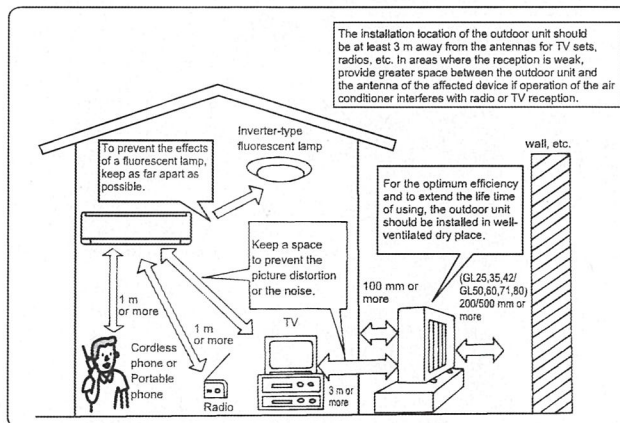 The installation location of the outdoor unit should
be at least 3 m away from the antennas for TV sets,
radios, etc. In areas where the reception is weak,
provide greater space between the outdoor unit and
the antenna of the affected device if operation of the air
conditioner interferes with radio or TV reception.
Inverter-type
fluorescent lamp
To prevent the effects
of a fluorescent lamp,
keep as far apart as
possible.
wall, etc.
For the optimum efficiency
and to extend the life time
of using, the outdoor unit
should be installed in well-
ventilated dry place.
Keep a space
to prevent the
picture distortion
or the noise.
100 mm or
more
(GL25,35,42/
GL50,60,71,80)
200/500 mm or
more
1 m
or more
1 m
or more
TV
Cordless
phone or
Portable
phone
Radio
3 m or
more